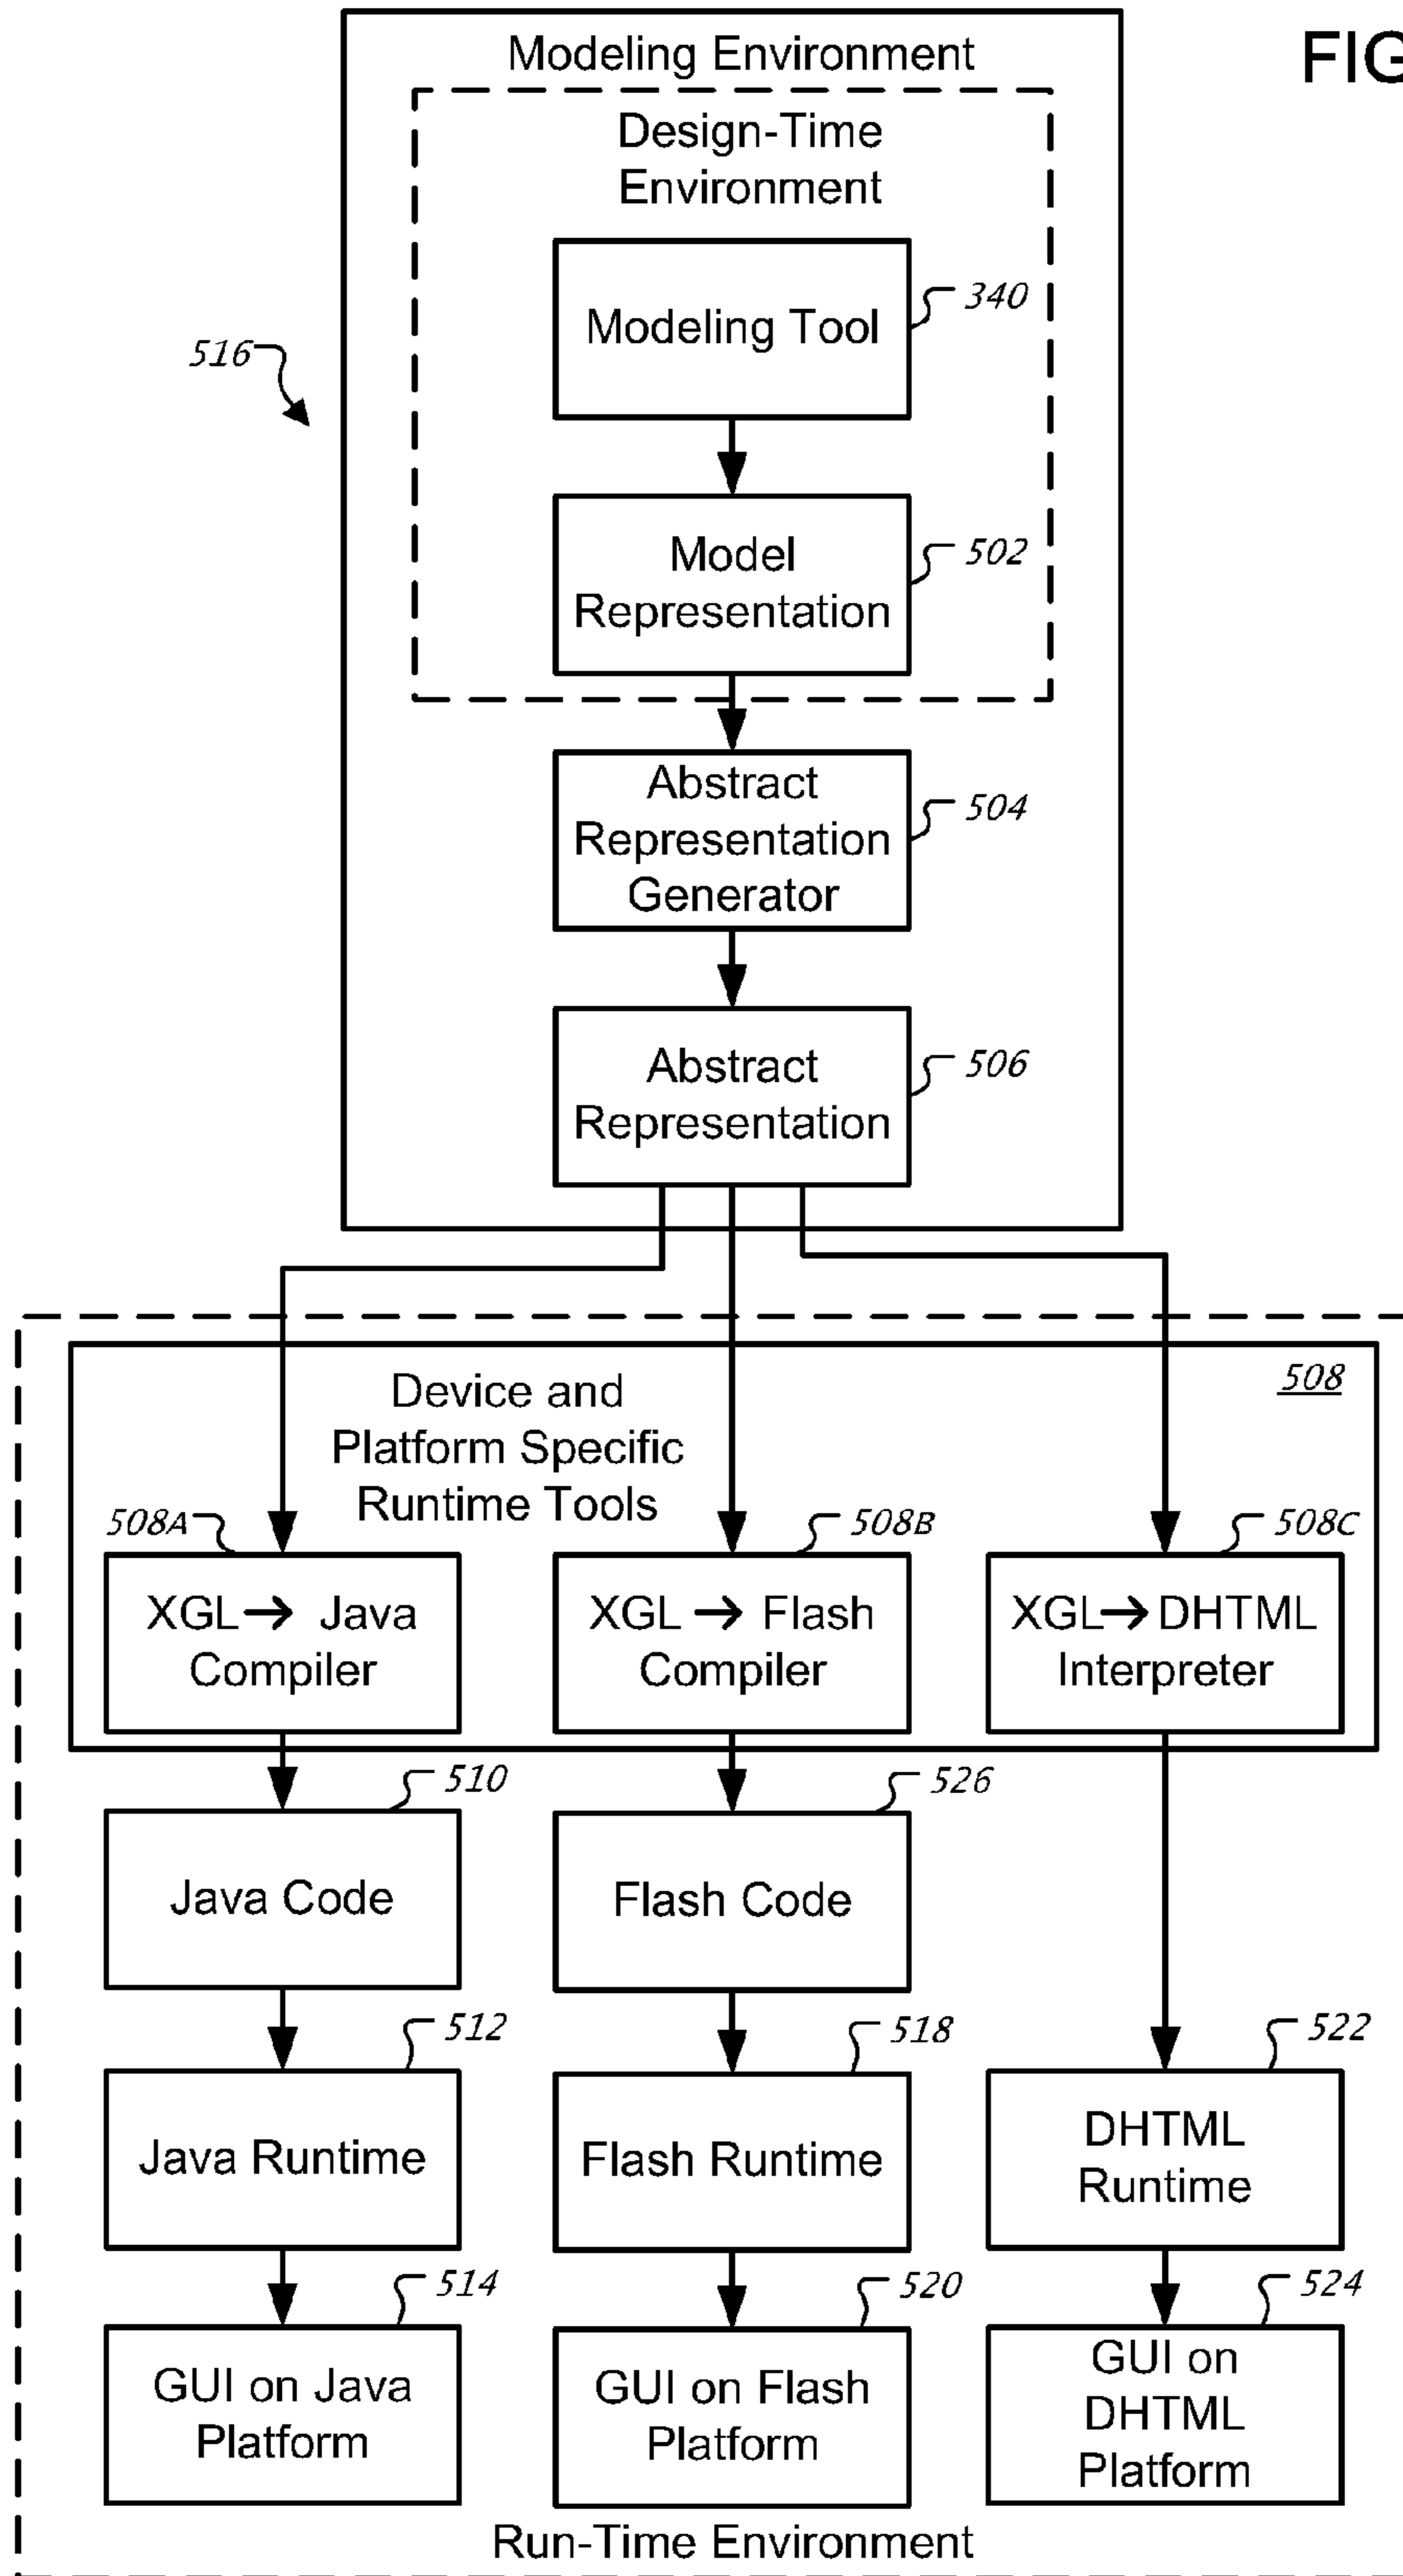 FIG
Modeling Environment
Design-Time
Environment
Modeling Tool
340
516
Model
Representation
502
Abstract
Representation
Generator
504
Abstract
Representation
506
508
Device and
Platform Specific
Runtime Tools
508A
508B
508C
XGL→ Java
Compiler
XGL → Flash
Compiler
XGL→DHTML
Interpreter
510
526
Java Code
Flash Code
512
518
522
Java Runtime
Flash Runtime
DHTML
Runtime
514
520
524
GUI on Java
Platform
GUI on Flash
Platform
GUI on
DHTML
Platform
Run-Time Environment